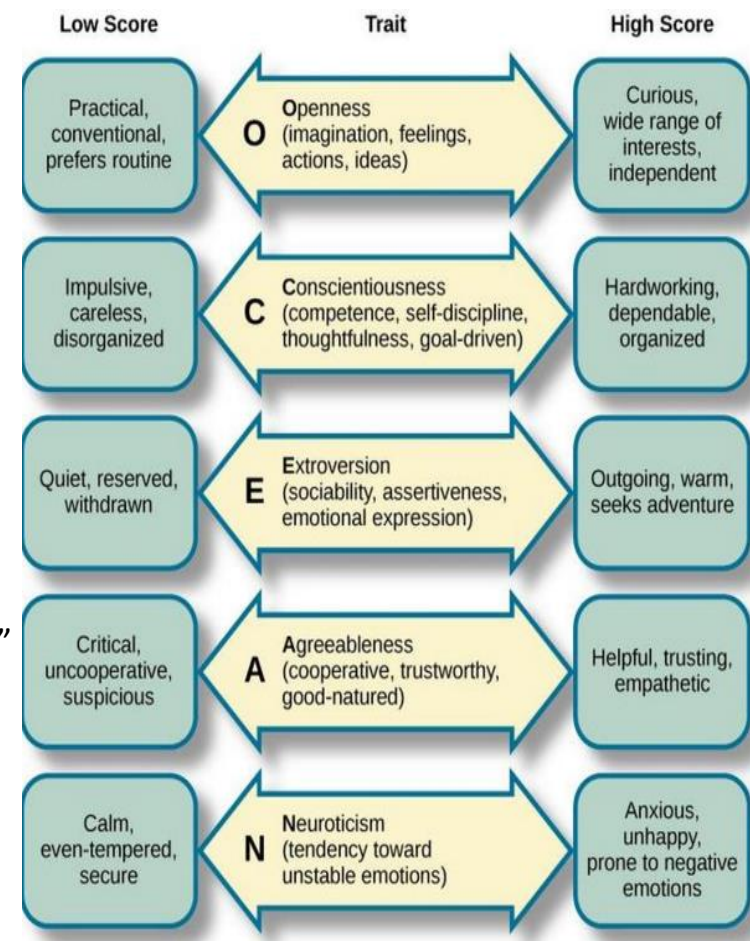 Low Score
Trait
High Score
Practical,
conventional,
prefers routine
O
Openness
(imagination, feelings,
actions, ideas)
Curious,
wide range of
interests,
independent
Impulsive,
careless,
disorganized
C
Conscientiousness
(competence, self-discipline,
thoughtfulness, goal-driven)
Hardworking,
dependable,
organized
Quiet, reserved,
withdrawn
E
Extroversion
(sociability, assertiveness,
emotional expression)
Outgoing, warm,
seeks adventure
”
Critical,
uncooperative,
suspicious
A
Agreeableness
(cooperative, trustworthy,
good-natured)
Helpful, trusting,
empathetic
Calm,
even-tempered,
secure
N
Neuroticism
(tendency toward
unstable emotions)
Anxious,
unhappy,
prone to negative
emotions